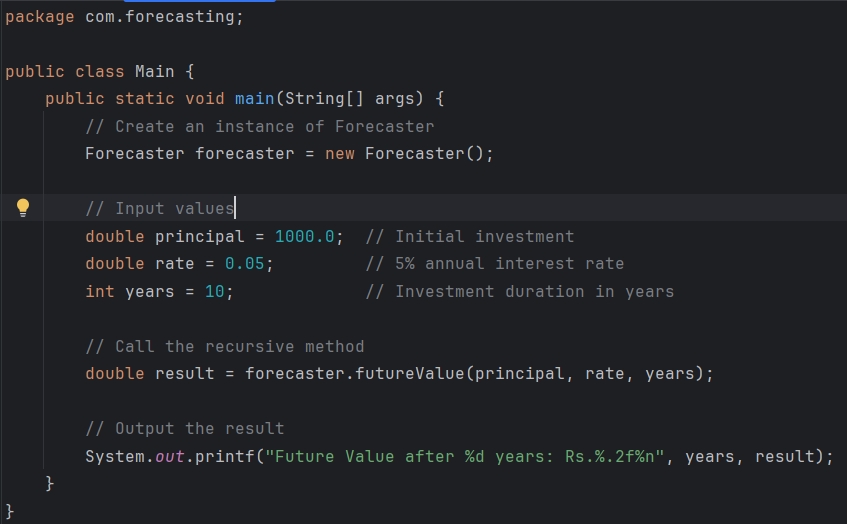 package com.forecasting;
public class Main {
    public static void main(String[] args) {
        // Create an instance of Forecaster
        Forecaster forecaster = new Forecaster();
        // Input values
        double principal = 1000.0;  // Initial investment
        double rate = 0.05;         // 5% annual interest rate
        int years = 10;             // Investment duration in years
        // Call the recursive method
        double result = forecaster.futureValue(principal, rate, years);
        // Output the result
        System.out.printf("Future Value after %d years: Rs.%.2f%n", years, result);
    }
}